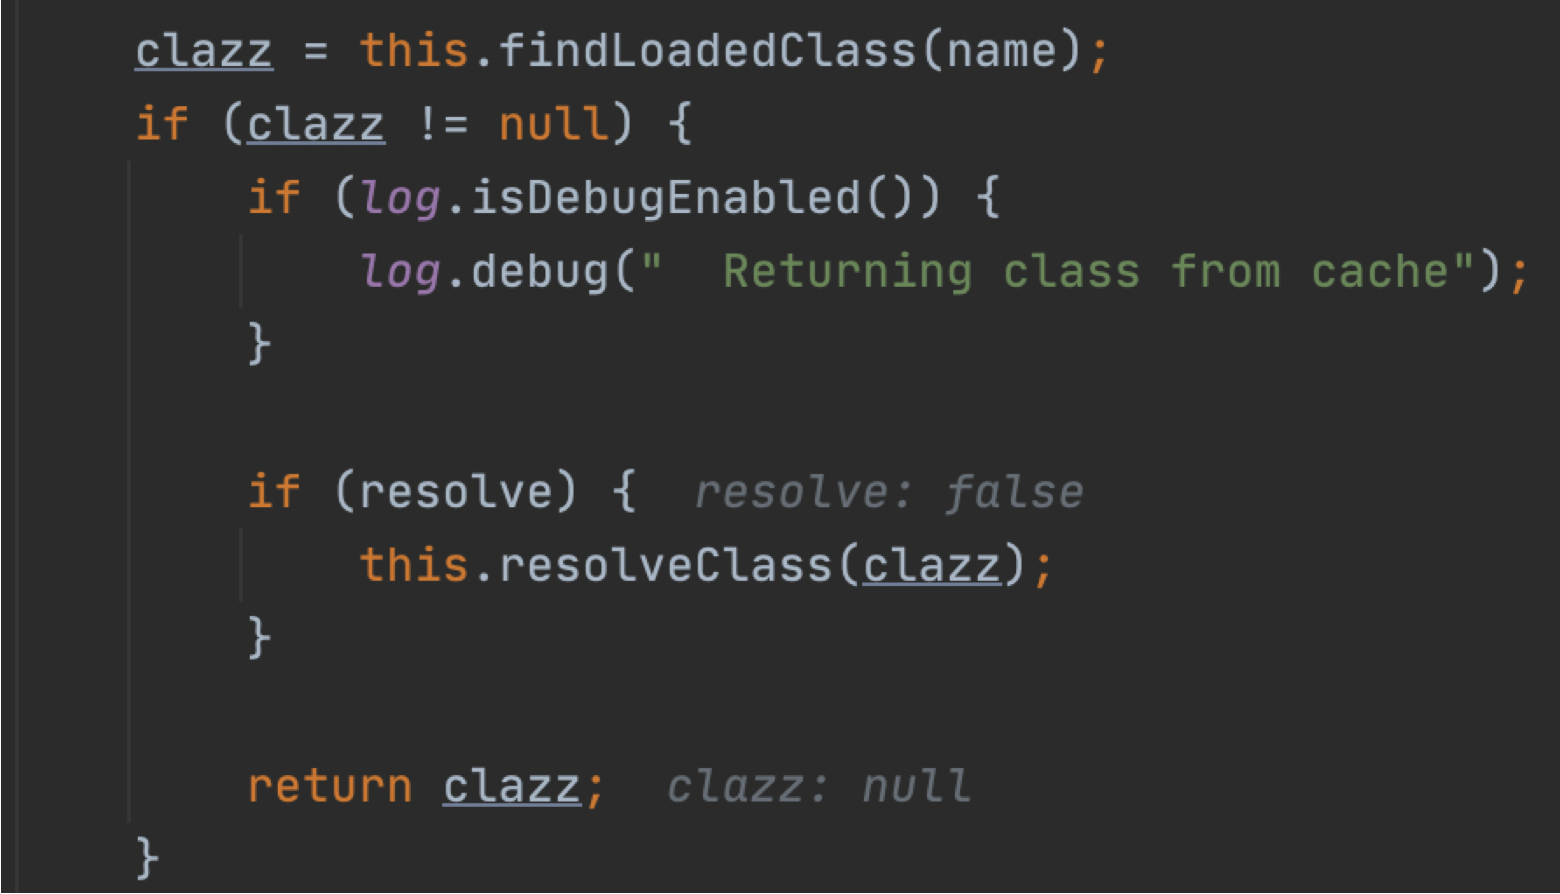 clazz = this.findLoadedClass(name);
if (clazz != null) {
if (log.isDebugEnabled()) {
log.debug("  Returning class from cache");
}
if (resolve) {  resolve: false
this.resolveClass(clazz);
}
return clazz;  clazz: null
}